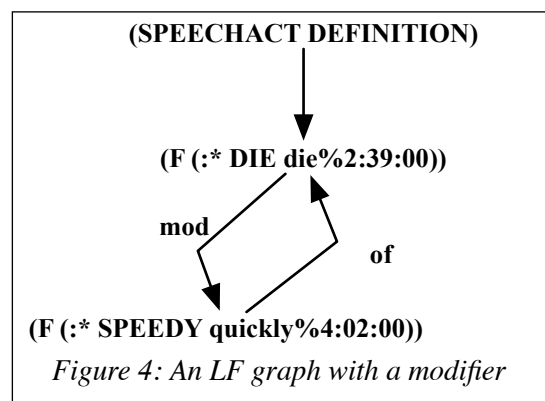 (SPEECHACT DEFINITION)
(F (:* DIE die%2:39:00))
mod
of
(F (:* SPEEDY quickly%4:02:00))
Figure 4: An LF graph with a modifier